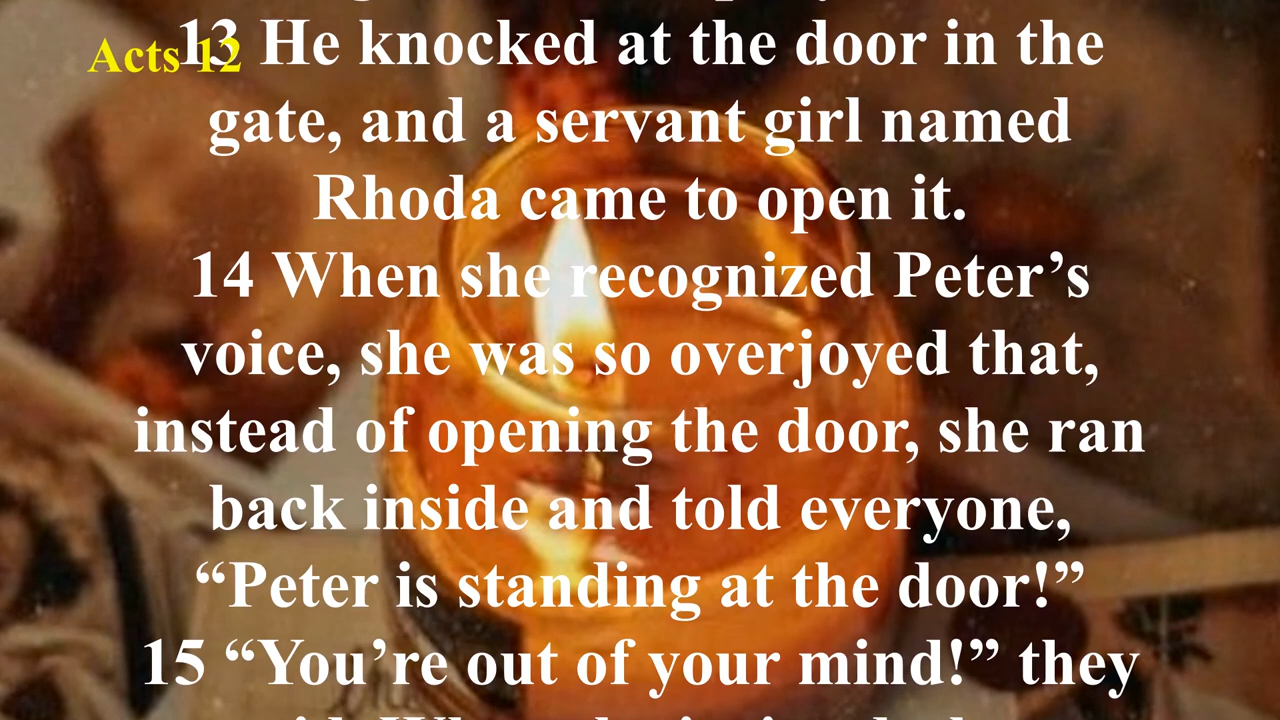 Acts 12
13 He knocked at the door in the
gate, and a servant girl named
Rhoda came to open it.
14 When she recognized Peter’s
voice, she was so overjoyed that,
instead of opening the door, she ran
back inside and told everyone,
“Peter is standing at the door!”
15 “You’re out of your mind!” they